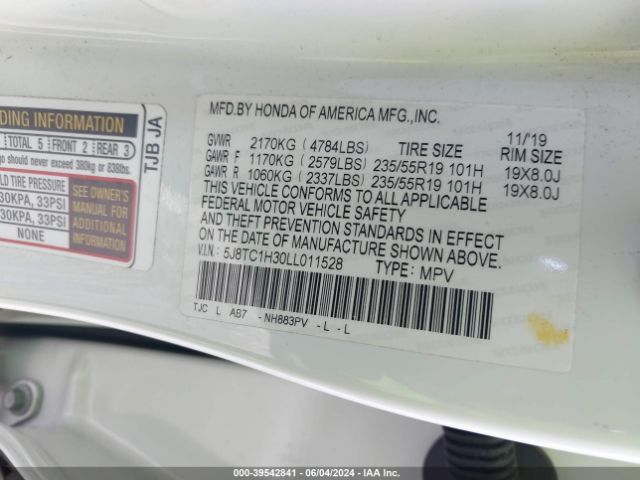 DING INFORMATION
TOTAL 5 FRONT 2 REAR 3
go should never exceed 380kg or 838lbs.
LD TIRE PRESSURE
30KPA, 33PSI
30KPA, 33PSI
NONE
SEE OWNER'S
MANUAL FOR
ADDITIONAL
INFORMATION
TJB JA
MFD.BY HONDA OF AMERICA MFG.,INC.
11/19
GVWR 2170KG (4784LBS) TIRE SIZE RIM SIZE
GAWR F 1170KG (2579LBS) 235/55R19 101H 19X8.0J
GAWR R 1060KG (2337LBS) 235/55R19 101H 19X8.0J
THIS VEHICLE CONFORMS TO ALL APPLICABLE
FEDERAL MOTOR VEHICLE SAFETY
AND THEFT PREVENTION STANDARDS IN EFFECT
ON DATE OF MANUFACTURE SHOWN ABOVE.
V.I.N: 5J8TC1H30LL011528 TYPE: MPV
TJC L AB7 -NH883PV -L-L
000-39542841 - 06/04/2024 - IAA Inc.